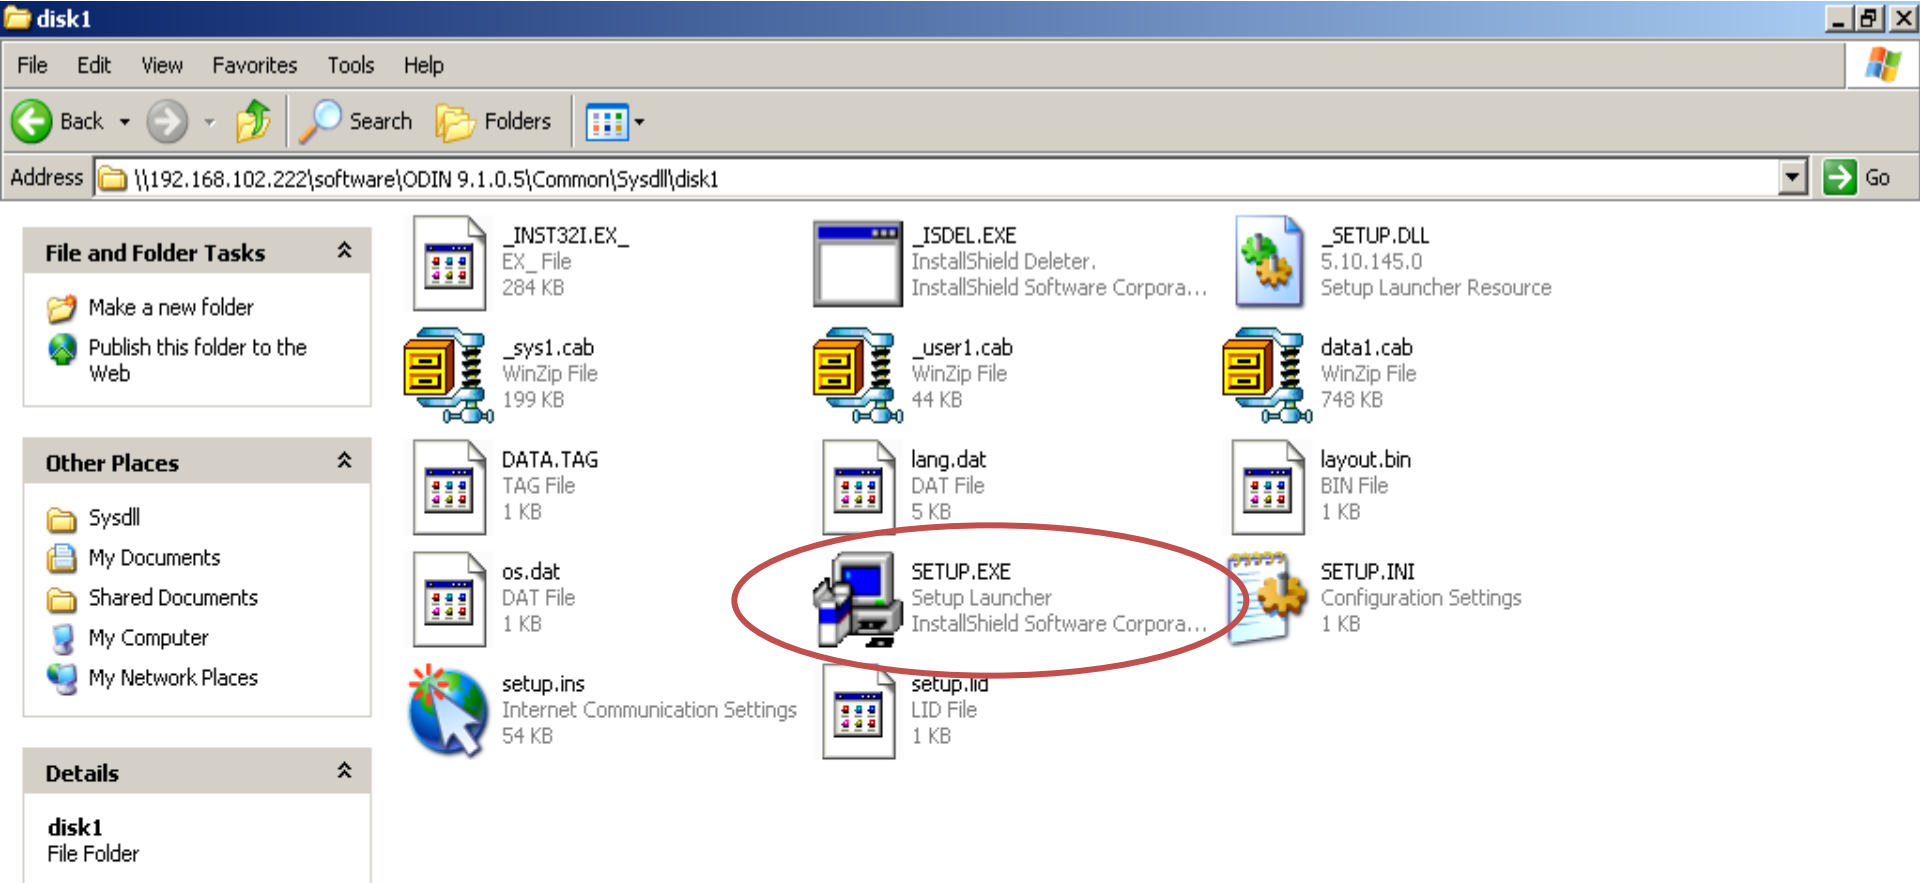 disk1
File Edit View Favorites Tools Help
Back Search Folders
Address \\192.168.102.222\software\ODIN 9.1.0.5\Common\Sysdll\disk1 Go
File and Folder Tasks
Make a new folder
Publish this folder to the
Web
Other Places
Sysdll
My Documents
Shared Documents
My Computer
My Network Places
Details
disk1
File Folder
_INST32I.EX_
EX_ File
284 KB
_ISDEL.EXE
InstallShield Deleter.
InstallShield Software Corpora...
_SETUP.DLL
5.10.145.0
Setup Launcher Resource
_sys1.cab
WinZip File
199 KB
_user1.cab
WinZip File
44 KB
data1.cab
WinZip File
748 KB
DATA.TAG
TAG File
1 KB
lang.dat
DAT File
5 KB
layout.bin
BIN File
1 KB
os.dat
DAT File
1 KB
SETUP.EXE
Setup Launcher
InstallShield Software Corpora...
SETUP.INI
Configuration Settings
1 KB
setup.ins
Internet Communication Settings
54 KB
setup.lid
LID File
1 KB